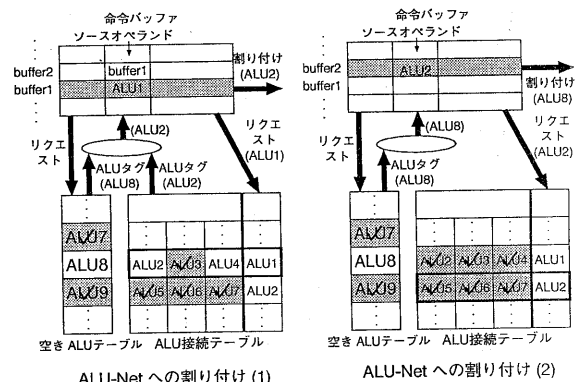 命令バッファ
ソースオペランド
buffer2
buffer1
buffer1
ALU1
割り付け
(ALU2)
リクエスト
(ALU2)
リクエスト
(ALU1)
ALUタグ
(ALU8)
ALUタグ
(ALU2)
ALU7
ALU8
ALU9
ALU2 ALU3 ALU4 ALU1
ALU5 ALU6 ALU7 ALU2
空き ALUテーブル
ALU接続テーブル
ALU-Net への割り付け (1)
命令バッファ
ソースオペランド
buffer2
buffer1
ALU2
割り付け
(ALU8)
リクエスト
(ALU8)
リクエスト
(ALU2)
ALUタグ
(ALU8)
ALU7
ALU8
ALU9
ALU2 ALU3 ALU4 ALU1
ALU5 ALU6 ALU7 ALU2
空き ALUテーブル
ALU接続テーブル
ALU-Net への割り付け (2)